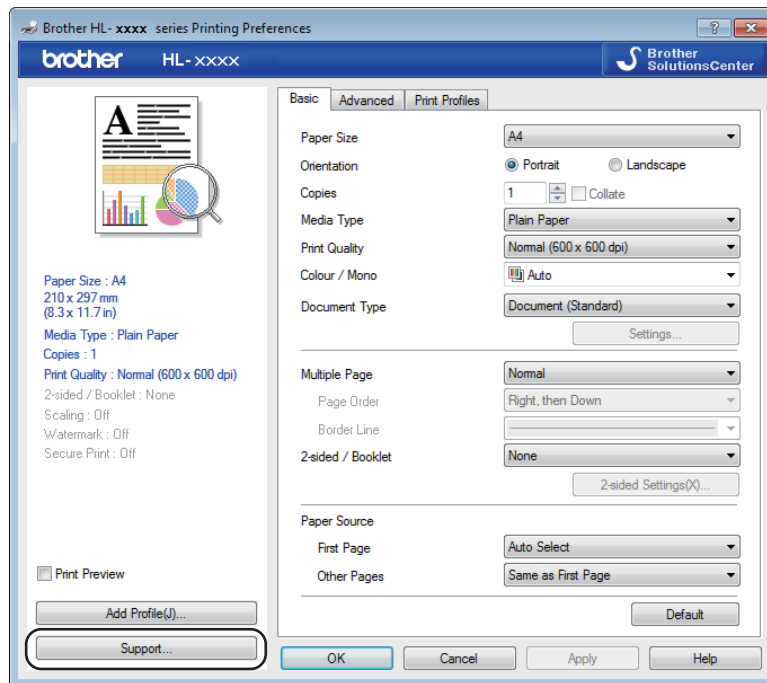 Brother HL- xxxx series Printing Preferences
brother HL-xxxx
Brother
SolutionsCenter
A
Paper Size : A4
210 x 297 mm
(8.3 x 11.7 in)
Media Type : Plain Paper
Copies : 1
Print Quality : Normal (600 x 600 dpi)
2-sided / Booklet : None
Scaling : Off
Watermark : Off
Secure Print : Off
Print Preview
Add Profile(J)...
Support...
Basic Advanced Print Profiles
Paper Size A4
Orientation Portrait Landscape
Copies 1 Collate
Media Type Plain Paper
Print Quality Normal (600 x 600 dpi)
Colour / Mono Auto
Document Type Document (Standard)
Settings...
Multiple Page Normal
Page Order Right, then Down
Border Line
2-sided / Booklet None
2-sided Settings(X)...
Paper Source
First Page Auto Select
Other Pages Same as First Page
Default
OK Cancel Apply Help